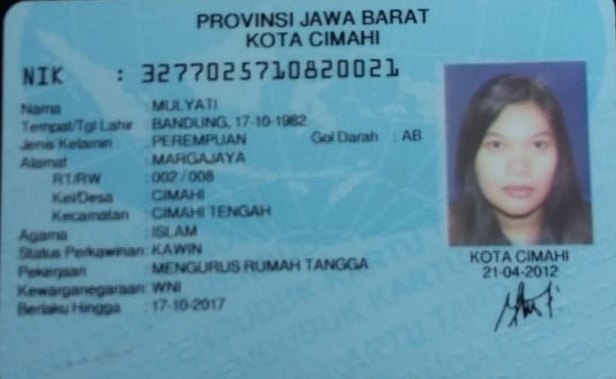 PROVINSI JAWA BARAT
KOTA CIMAHI
NIK : 3277025710820021
Nama : MULYATI
Tempat/Tgl Lahir : BANDUNG, 17-10-1982
Jenis Kelamin : PEREMPUAN Gol Darah : AB
Alamat : MARGAJAYA
RT/RW : 002 / 008
Kel/Desa : CIMAHI
Kecamatan : CIMAHI TENGAH
Agama : ISLAM
Status Perkawinan: KAWIN
Pekerjaan : MENGURUS RUMAH TANGGA
Kewarganegaraan: WNI
Berlaku Hingga : 17-10-2017
KOTA CIMAHI
21-04-2012